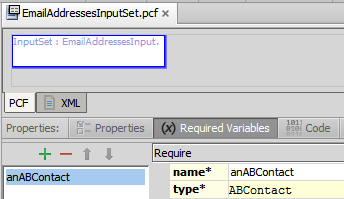 EmailAddressesInputSet.pcf
InputSet : EmailAddressesInput.
PCF XML
Properties: Properties (x) Required Variables Code
anABContact
Require
name* anABContact
type* ABContact